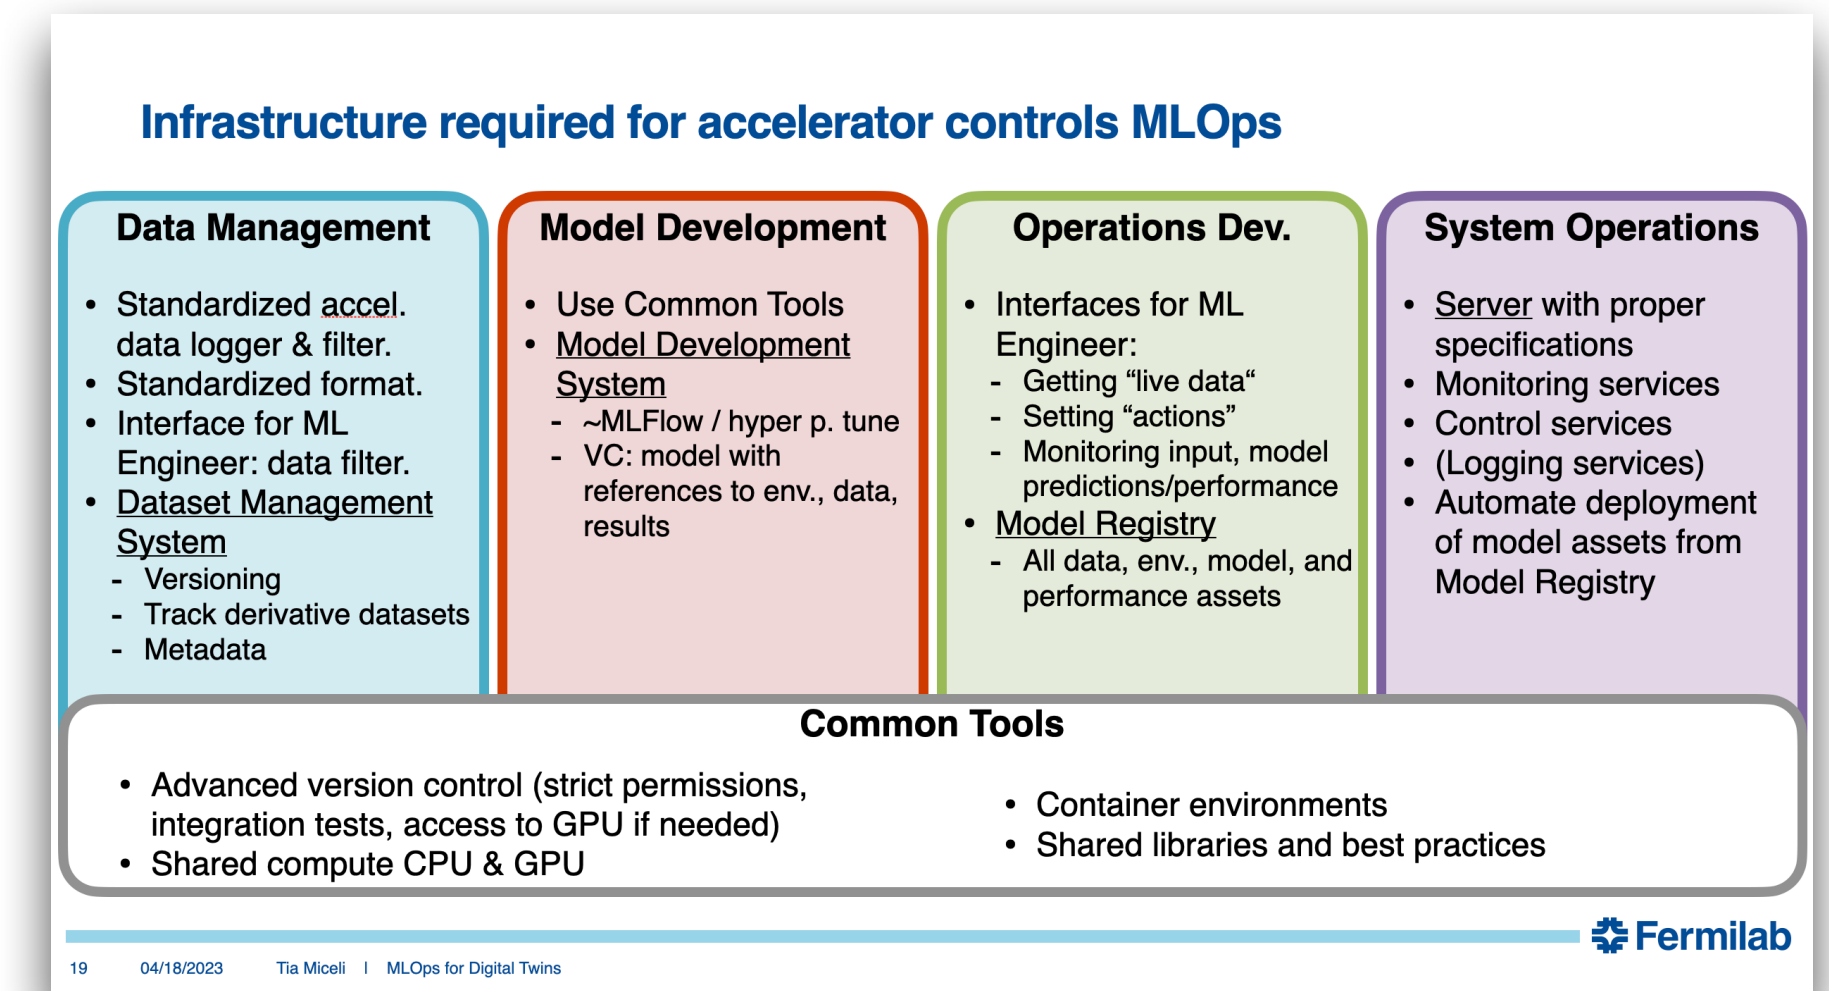 Infrastructure required for accelerator controls MLOps
Data Management
• Standardized accel.
data logger & filter.
• Standardized format.
• Interface for ML
Engineer: data filter.
• Dataset Management
System
- Versioning
- Track derivative datasets
- Metadata
Model Development
• Use Common Tools
• Model Development
System
- ~MLFlow / hyper p. tune
- VC: model with
references to env., data,
results
Operations Dev.
• Interfaces for ML
Engineer:
- Getting “live data“
- Setting “actions”
- Monitoring input, model
predictions/performance
• Model Registry
- All data, env., model, and
performance assets
System Operations
• Server with proper
specifications
• Monitoring services
• Control services
• (Logging services)
• Automate deployment
of model assets from
Model Registry
Common Tools
• Advanced version control (strict permissions,
integration tests, access to GPU if needed)
• Shared compute CPU & GPU
• Container environments
• Shared libraries and best practices
Fermilab
19 04/18/2023 Tia Miceli | MLOps for Digital Twins